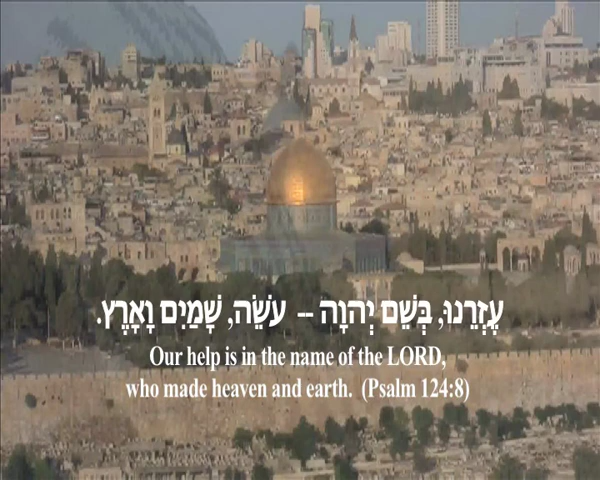 עֶזְרֵנוּ, בְּשֵׁם יְהוָה -- עֹשֵׂה, שָׁמַיִם וָאָרֶץ.
Our help is in the name of the LORD,
who made heaven and earth. (Psalm 124:8)